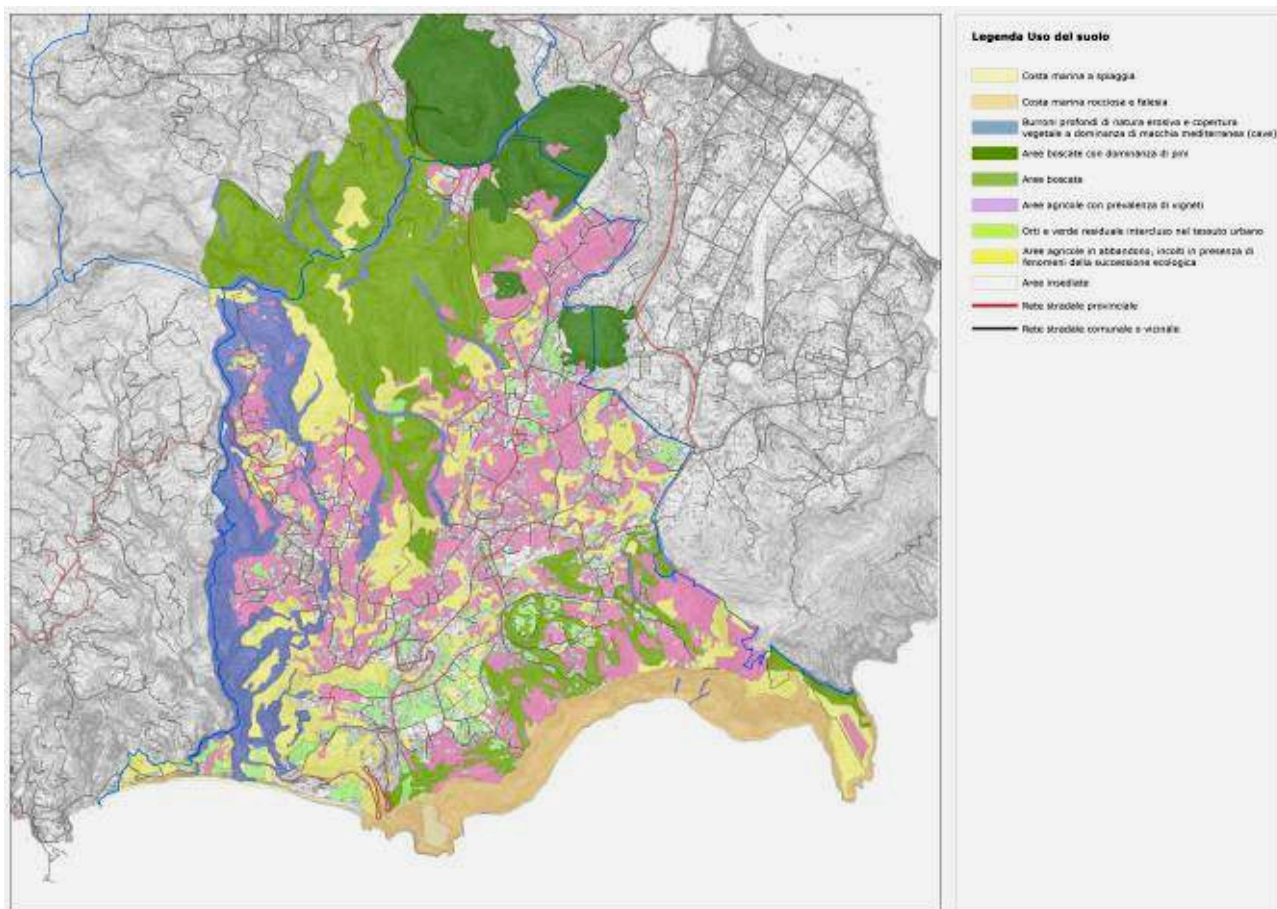 Legenda Uso del suolo
Costa marina a spiaggia
Costa marina rocciosa e falesia
Burroni profondi di natura erosiva e copertura
vegetale a dominanza di macchia mediterranea (cave)
Aree boscate con dominanza di pini
Aree boscate
Aree agricole con prevalenza di vigneti
Orti e verde residuale intercluso nel tessuto urbano
Aree agricole in abbandono, incolti in presenza di
fenomeni della successione ecologica
Aree insediate
Rete stradale provinciale
Rete stradale comunale o vicinale